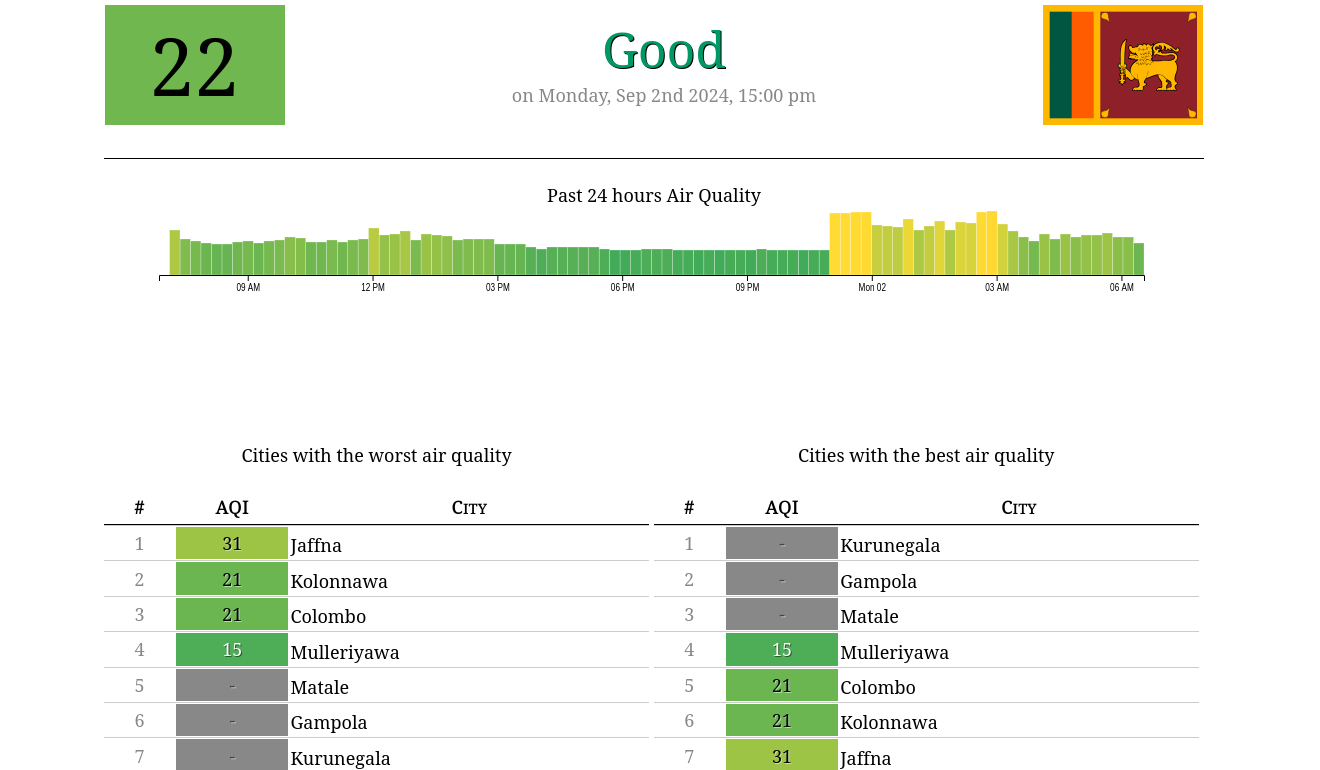 22
Good
on Monday, Sep 2nd 2024, 15:00 pm
Past 24 hours Air Quality
09 AM 12 PM 03 PM 06 PM 09 PM Mon 02 03 AM 06 AM
Cities with the worst air quality
# AQI City
1 31 Jaffna
2 21 Kolonnawa
3 21 Colombo
4 15 Mulleriyawa
5 - Matale
6 - Gampola
7 - Kurunegala
Cities with the best air quality
# AQI City
1 - Kurunegala
2 - Gampola
3 - Matale
4 15 Mulleriyawa
5 21 Colombo
6 21 Kolonnawa
7 31 Jaffna